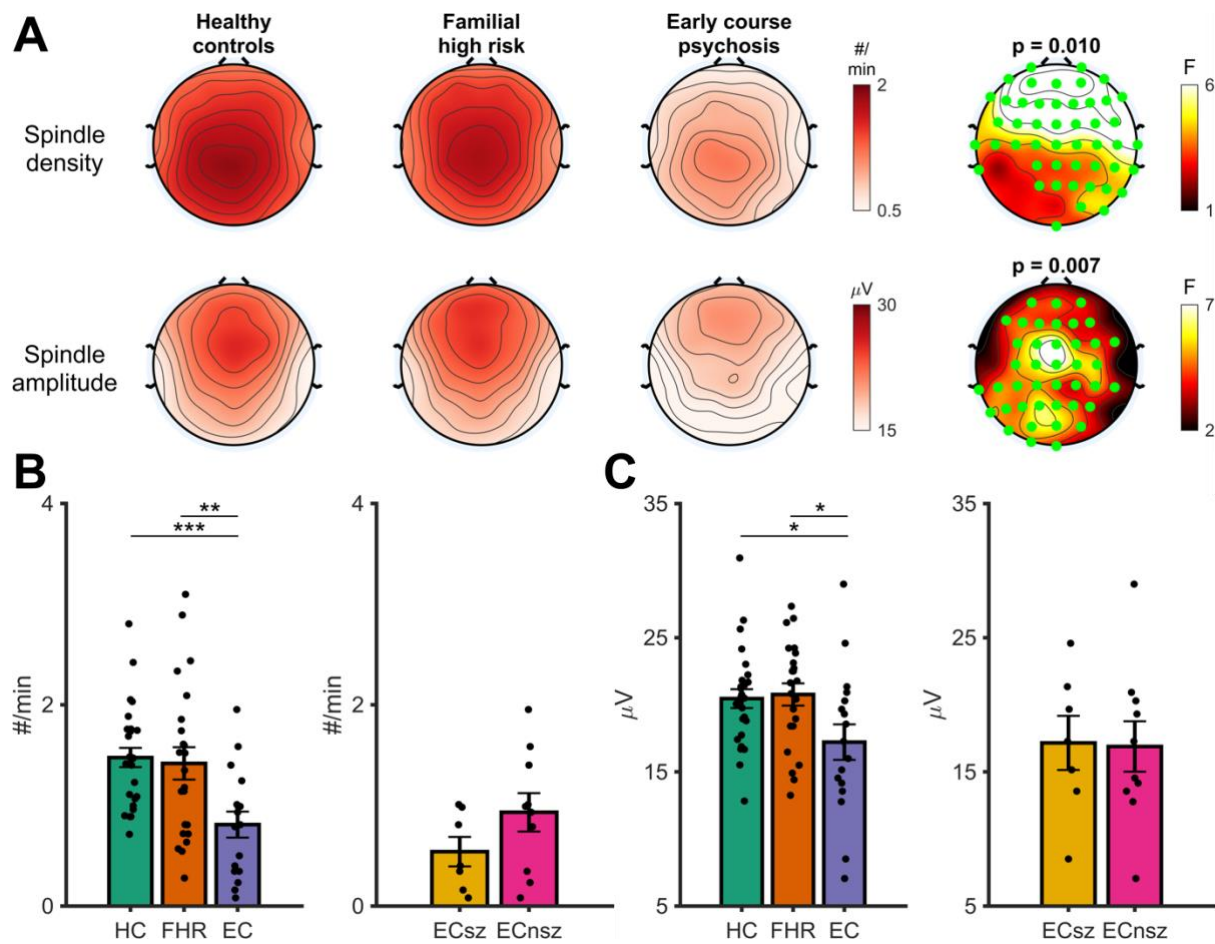 A
Healthy
controls
Familial
high risk
Early course
psychosis
#/
min
2
0.5
p = 0.010
F
6
1
Spindle
density
μV
30
15
p = 0.007
F
7
2
Spindle
amplitude
B
4
2
0
#/min
**
***
HC FHR EC
4
2
0
#/min
ECsz ECnsz
C
35
25
15
5
μV
*
*
HC FHR EC
35
25
15
5
μV
ECsz ECnsz